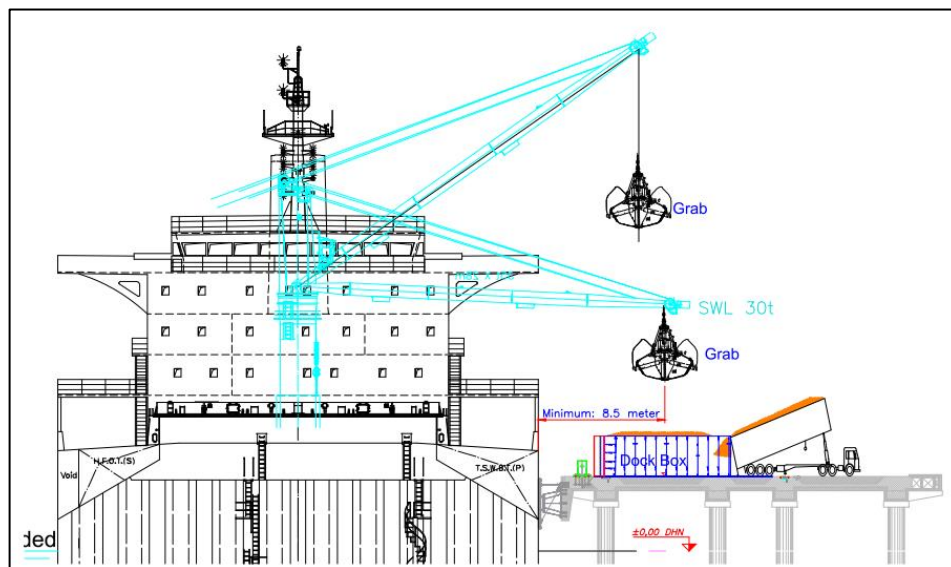 Grab
SWL 30t
Grab
Minimum: 8.5 meter
Dock Box
H.F.O.T.(S)
T.S.W.B.T.(P)
Void
±0,00 DHN
ded